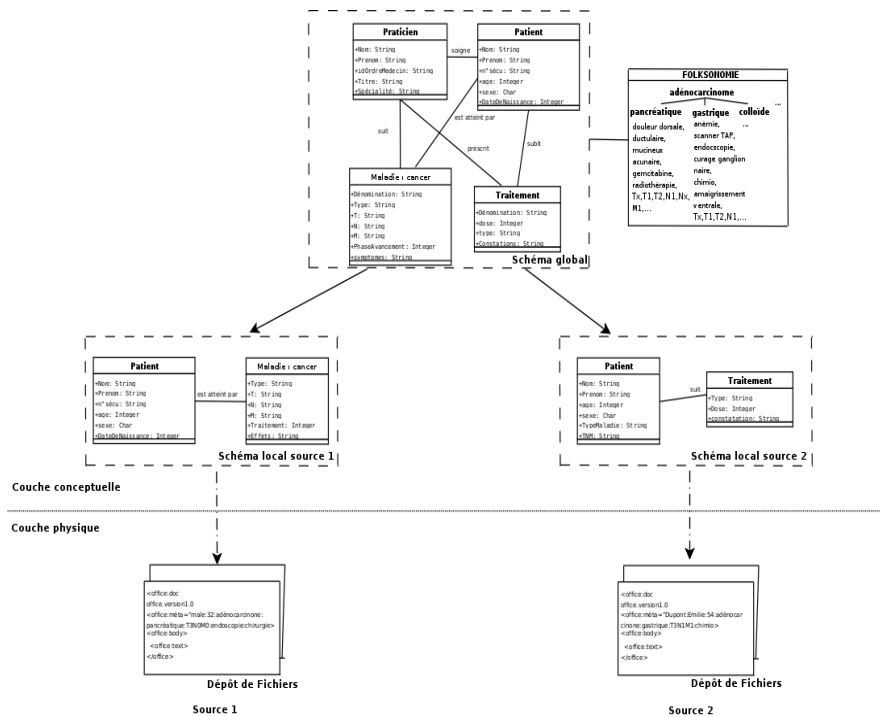 Praticien
+Nom: String
+Prenom: String
+idOrdreMedecin: String
+Titre: String
+Spécialité: String
soigne
Patient
+Nom: String
+Prenom: String
+n°sécu: String
+age: Integer
+sexe: Char
+DateDeNaissance: Integer
suit
est atteint par
prescrit
subit
Maladie : cancer
+Dénomination: String
+Type: String
+T: String
+N: String
+M: String
+PhaseAvancement: Integer
+symptomes: String
Traitement
+Dénomination: String
+dose: Integer
+type: String
+Constations: String
Schéma global
FOLKSONOMIE
adénocarcinome
...
pancréatique gastrique colloïde
douleur dorsale,
ductulaire,
mucineux
acunaire,
gemcitabine,
radiothérapie,
Tx,T1,T2,N1,Nx,
M1,...
anémie,
scanner TAP,
endocscopie,
curage ganglion
naire,
chimio,
amaigrissement
ventrale,
Tx,T1,T2,N1,...
...
Patient
+Nom: String
+Prenom: String
+n°sécu: String
+age: Integer
+sexe: Char
+DateDeNaissance: Integer
est atteint par
Maladie : cancer
+Type: String
+T: String
+N: String
+M: String
+Traitement: Integer
+Effets: String
Schéma local source 1
Patient
+Nom: String
+Prenom: String
+age: Integer
+sexe: Char
+TypeMaladie: String
+TNM: String
suit
Traitement
+Type: String
+Dose: Integer
+constatation: String
Schéma local source 2
Couche conceptuelle
Couche physique
<office:doc
office.version1.0
<office:méta="male:32:adénocarcinone:
pancréatique:T3N0M0:endoscopie:chirurgie>
<office:body>
<office:text>
</office>
Dépôt de Fichiers
Source 1
<office:doc
office.version1.0
<office:méta="Dupont:Emilie:54:adénocar
cinone:gastrique:T3N1M1:chimio>
<office:body>
<office:text>
</office>
Dépôt de Fichiers
Source 2